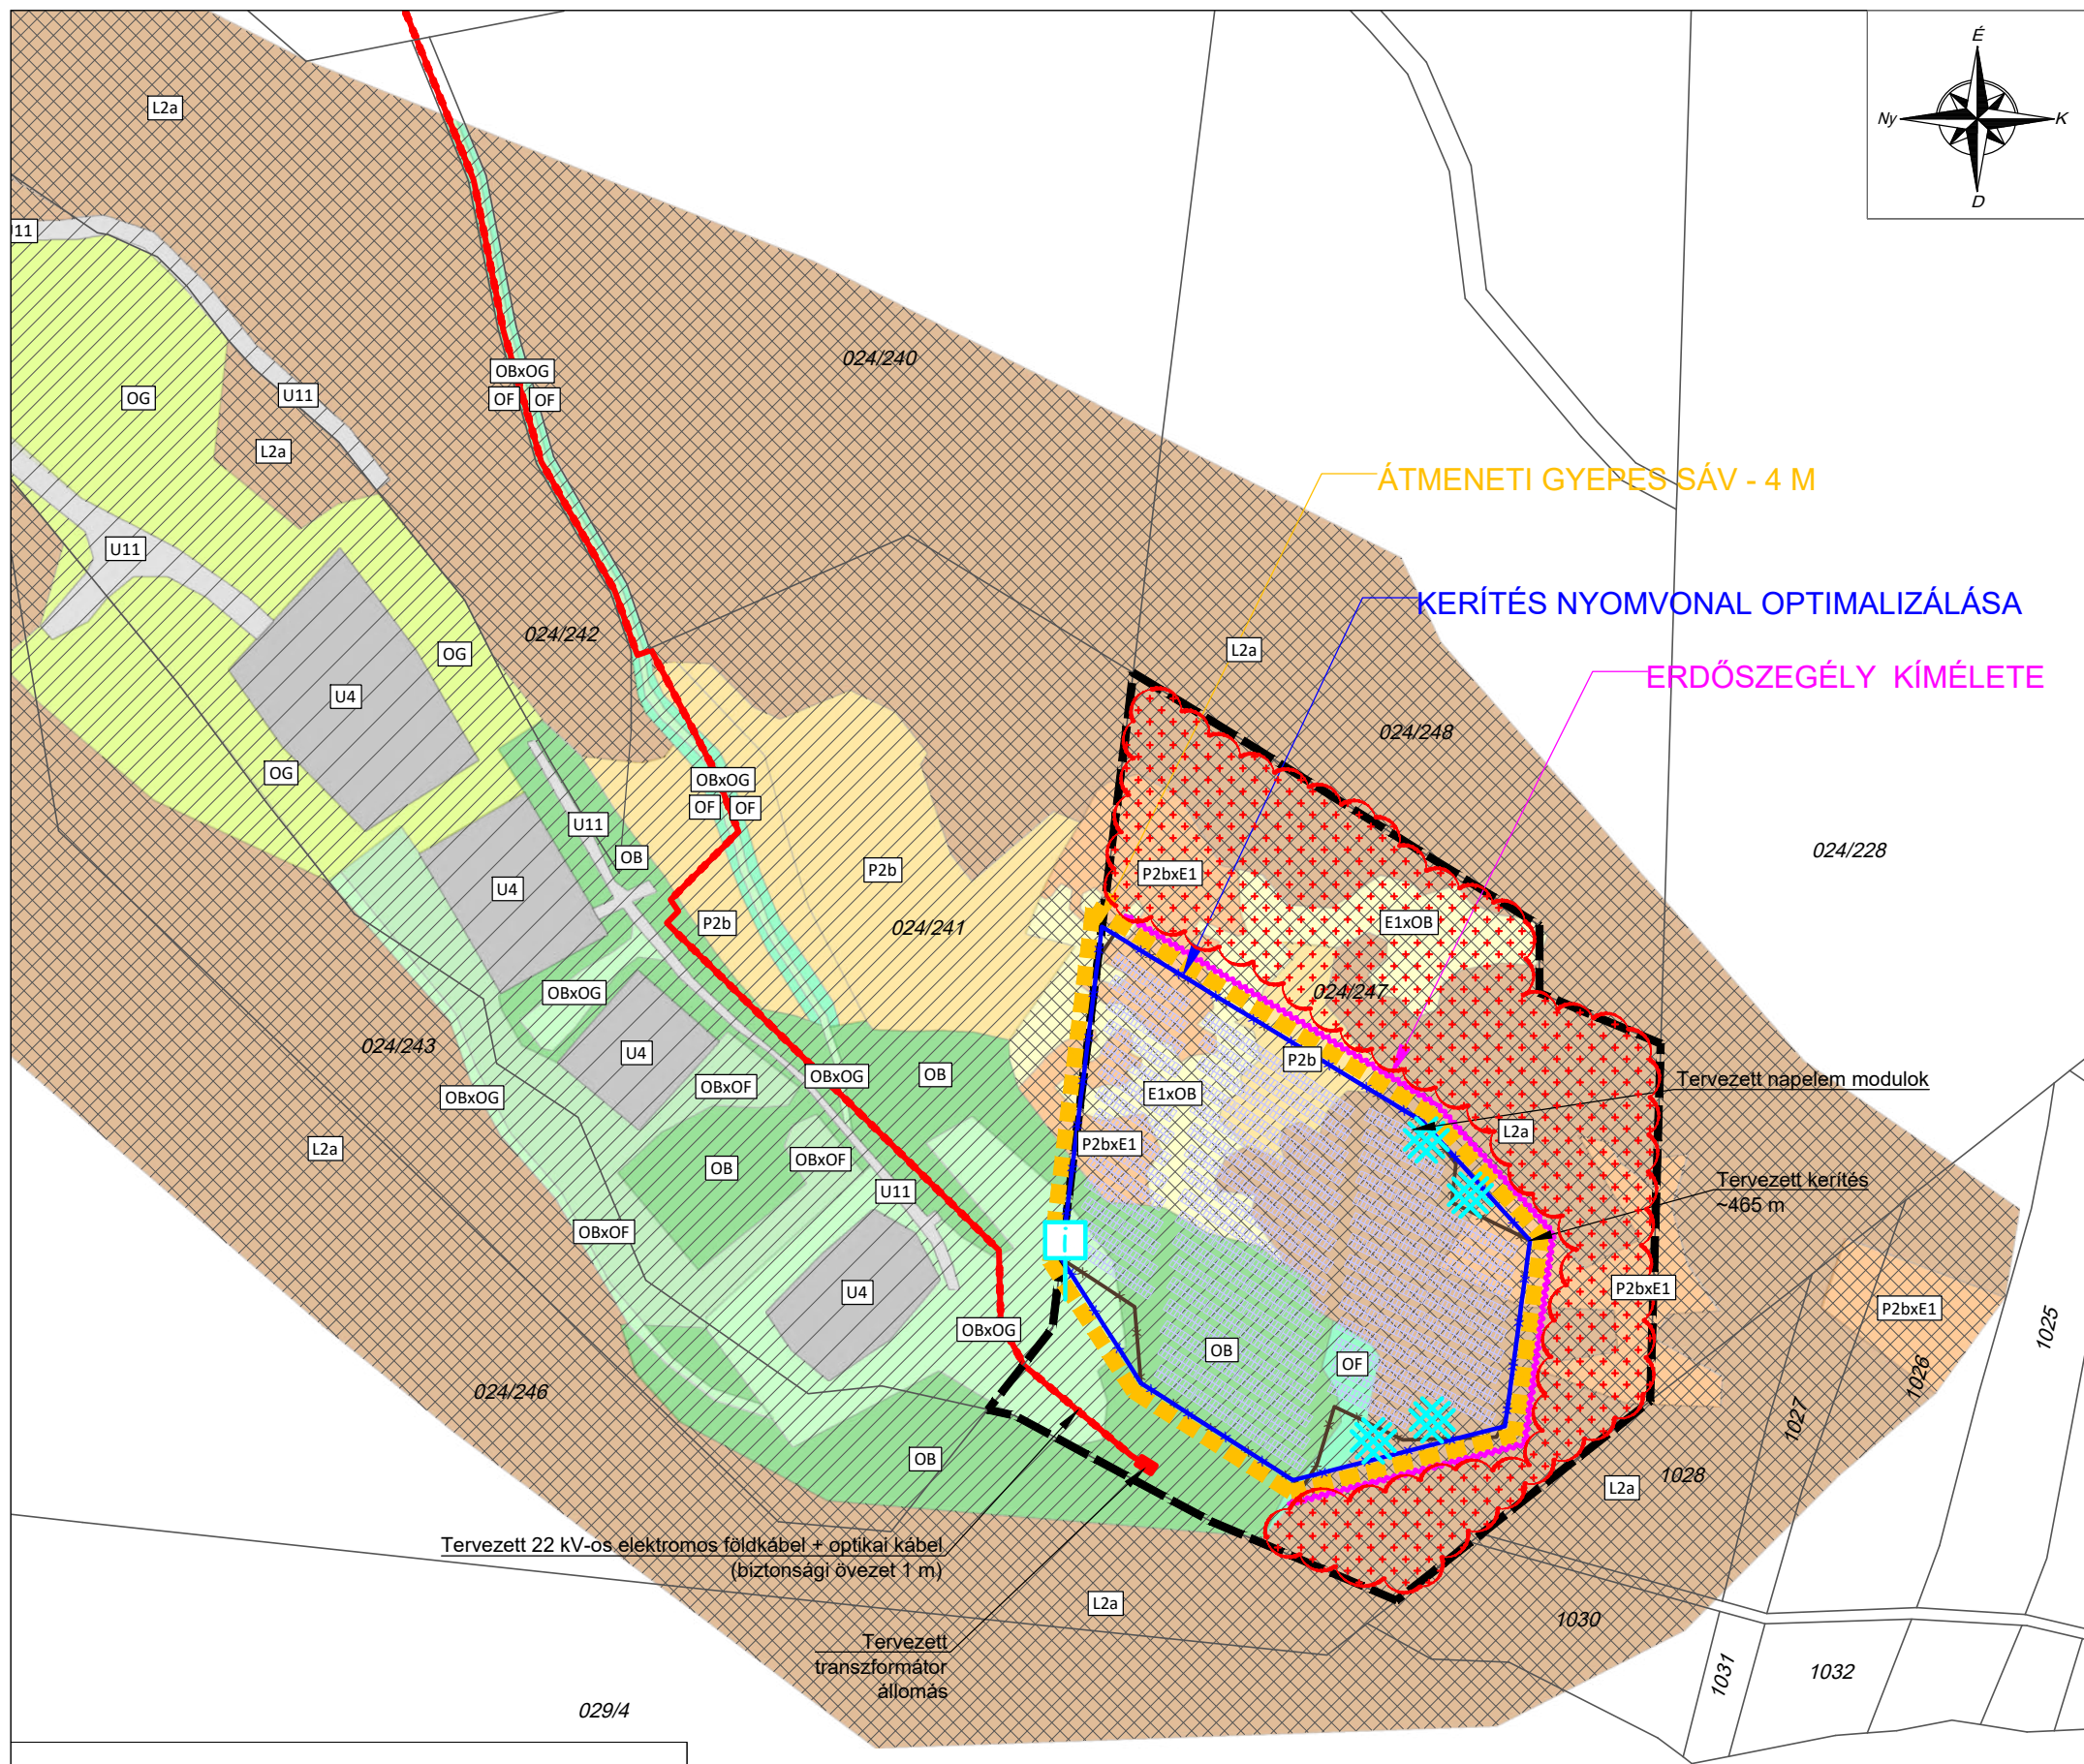 É
L2a
Ny
K
D
U11
024/240
OBxOG
OF
OF
OG
U11
L2a
ÁTMENETI GYEPES SÁV - 4 M
U11
KERÍTÉS NYOMVONAL OPTIMALIZÁLÁSA
024/242
OG
L2a
ERDŐSZEGÉLY KÍMÉLETE
U4
024/248
OG
OBxOG
OF
OF
U11
OB
024/228
P2b
P2bxE1
U4
P2b
024/241
E1xOB
OBxOG
024/247
024/243
U4
P2b
OBxOF
OBxOG
OB
Tervezett napelem modulok
OBxOG
E1xOB
L2a
L2a
P2bxE1
OBxOF
OB
U11
Tervezett kerítés
~465 m
OBxOF
U4
P2bxE1
P2bxE1
OBxOG
1025
OB
OF
024/246
1026
1027
OB
1028
L2a
Tervezett 22 kV-os elektromos földkábel + optikai kábel
(biztonsági övezet 1 m)
L2a
1030
Tervezett
transzformátor
állomás
1031
1032
029/4